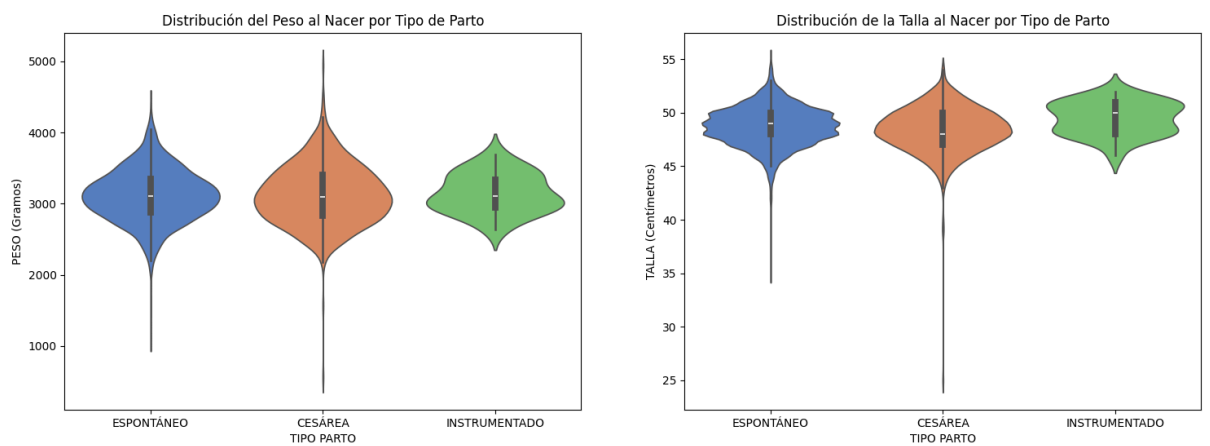 Distribución del Peso al Nacer por Tipo de Parto
PESO (Gramos)
5000
4000
3000
2000
1000
ESPONTÁNEO
CESÁREA
INSTRUMENTADO
TIPO PARTO
Distribución de la Talla al Nacer por Tipo de Parto
TALLA (Centímetros)
55
50
45
40
35
30
25
ESPONTÁNEO
CESÁREA
INSTRUMENTADO
TIPO PARTO